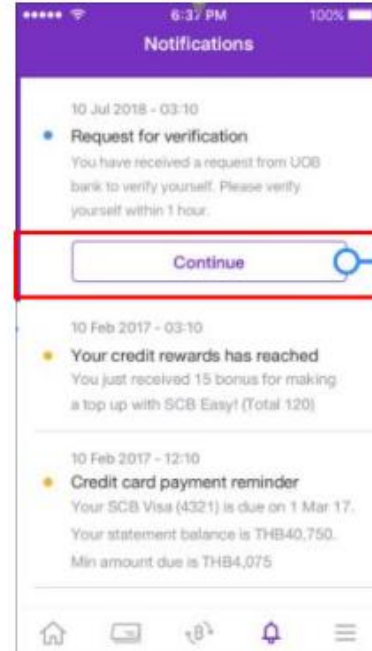 6:37 PM
100%
Notifications
10 Jul 2018 - 03:10
Request for verification
You have received a request from UOB
bank to verify yourself. Please verify
yourself within 1 hour.
Continue
10 Feb 2017 - 03:10
Your credit rewards has reached
You just received 15 bonus for making
a top up with SCB Easy! (Total 120)
10 Feb 2017 - 12:10
Credit card payment reminder
Your SCB Visa (4321) is due on 1 Mar 17.
Your statement balance is THB40,750.
Min amount due is THB4,075